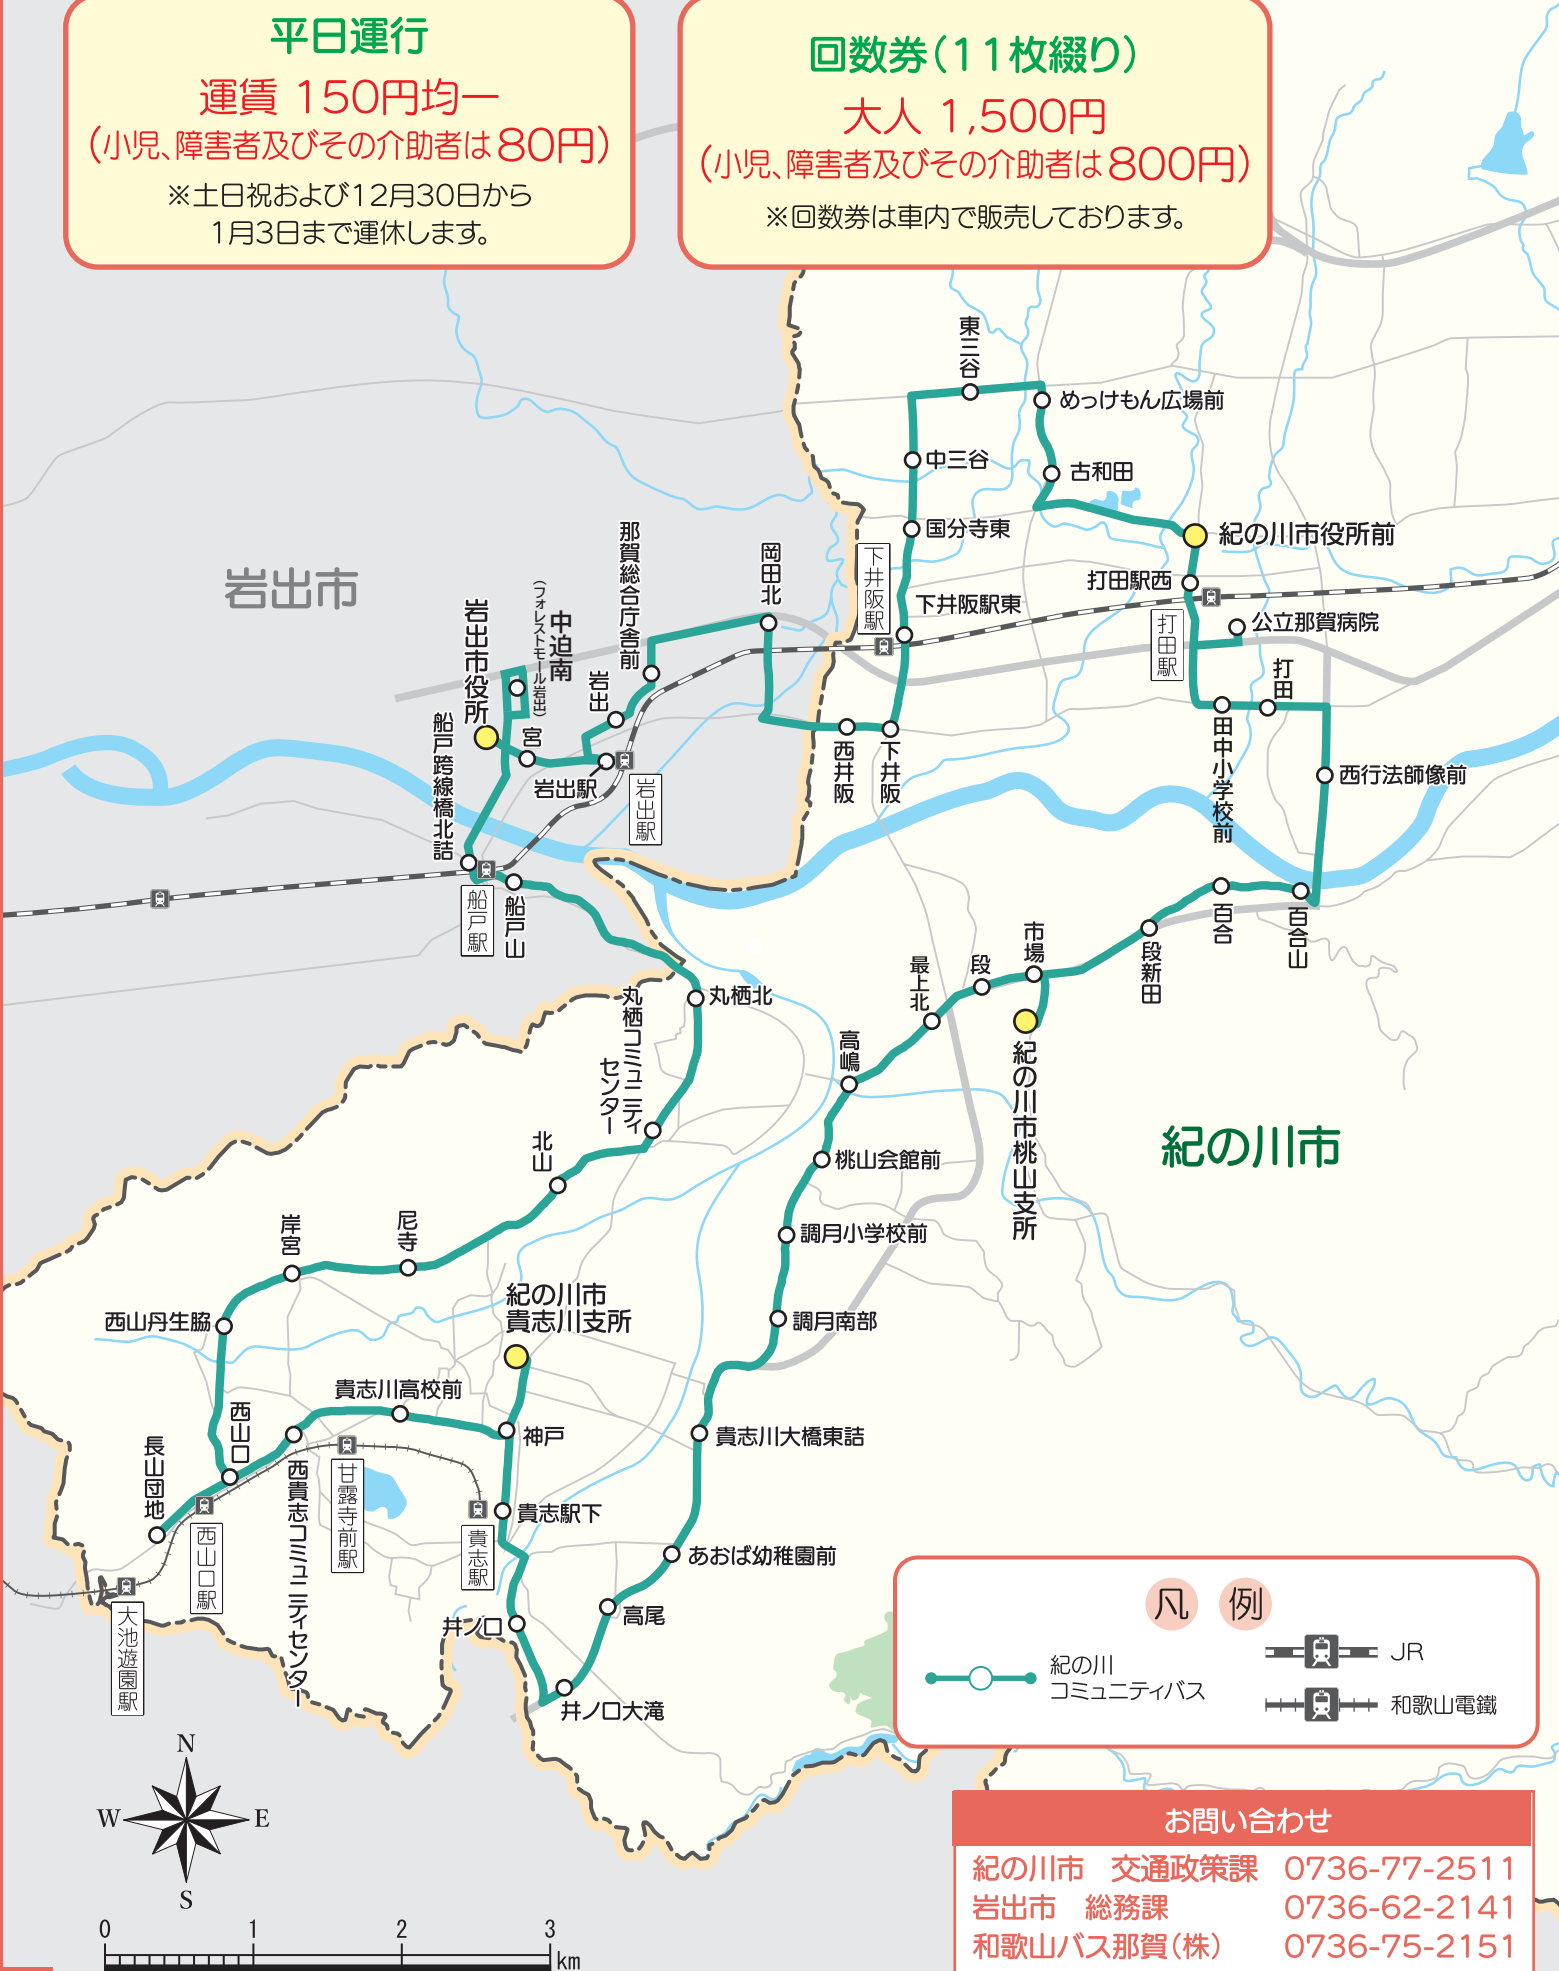 平日運行
運賃 150円均一
（小児、障害者及びその介助者は80円）
※土日祝および12月30日から
1月3日まで運休します。
回数券（11枚綴り）
大人 1,500円
（小児、障害者及びその介助者は800円）
※回数券は車内で販売しております。
東三谷
めっけもん広場前
中三谷
古和田
国分寺東
紀の川市役所前
下井阪駅
打田駅西
下井阪駅東
公立那賀病院
打田駅
打田
田中小学校前
西行法師像前
岩出市
那賀総合庁舎前
岡田北
中迫南
（フォレストモール岩出）
岩出市役所
岩出
宮
岩出駅
岩出駅
西井阪
下井阪
船戸跨線橋北詰
船戸駅
船戸山
百合
百合山
段新田
市場
段
最上北
紀の川市桃山支所
高嶋
丸栖北
丸栖コミュニティ
センター
北山
桃山会館前
紀の川市
調月小学校前
尼寺
岸宮
西山丹生脇
紀の川市
貴志川支所
調月南部
貴志川高校前
西山口
神戸
貴志川大橋東詰
長山団地
西貴志コミュニティセンター
甘露寺前駅
西山口駅
貴志駅
貴志駅下
大池遊園駅
あおば幼稚園前
高尾
井ノ口
井ノ口大滝
凡例
紀の川
コミュニティバス
JR
和歌山電鐵
N
W
E
S
0 1 2 3
km
お問い合わせ
紀の川市 交通政策課 0736-77-2511
岩出市 総務課 0736-62-2141
和歌山バス那賀（株） 0736-75-2151